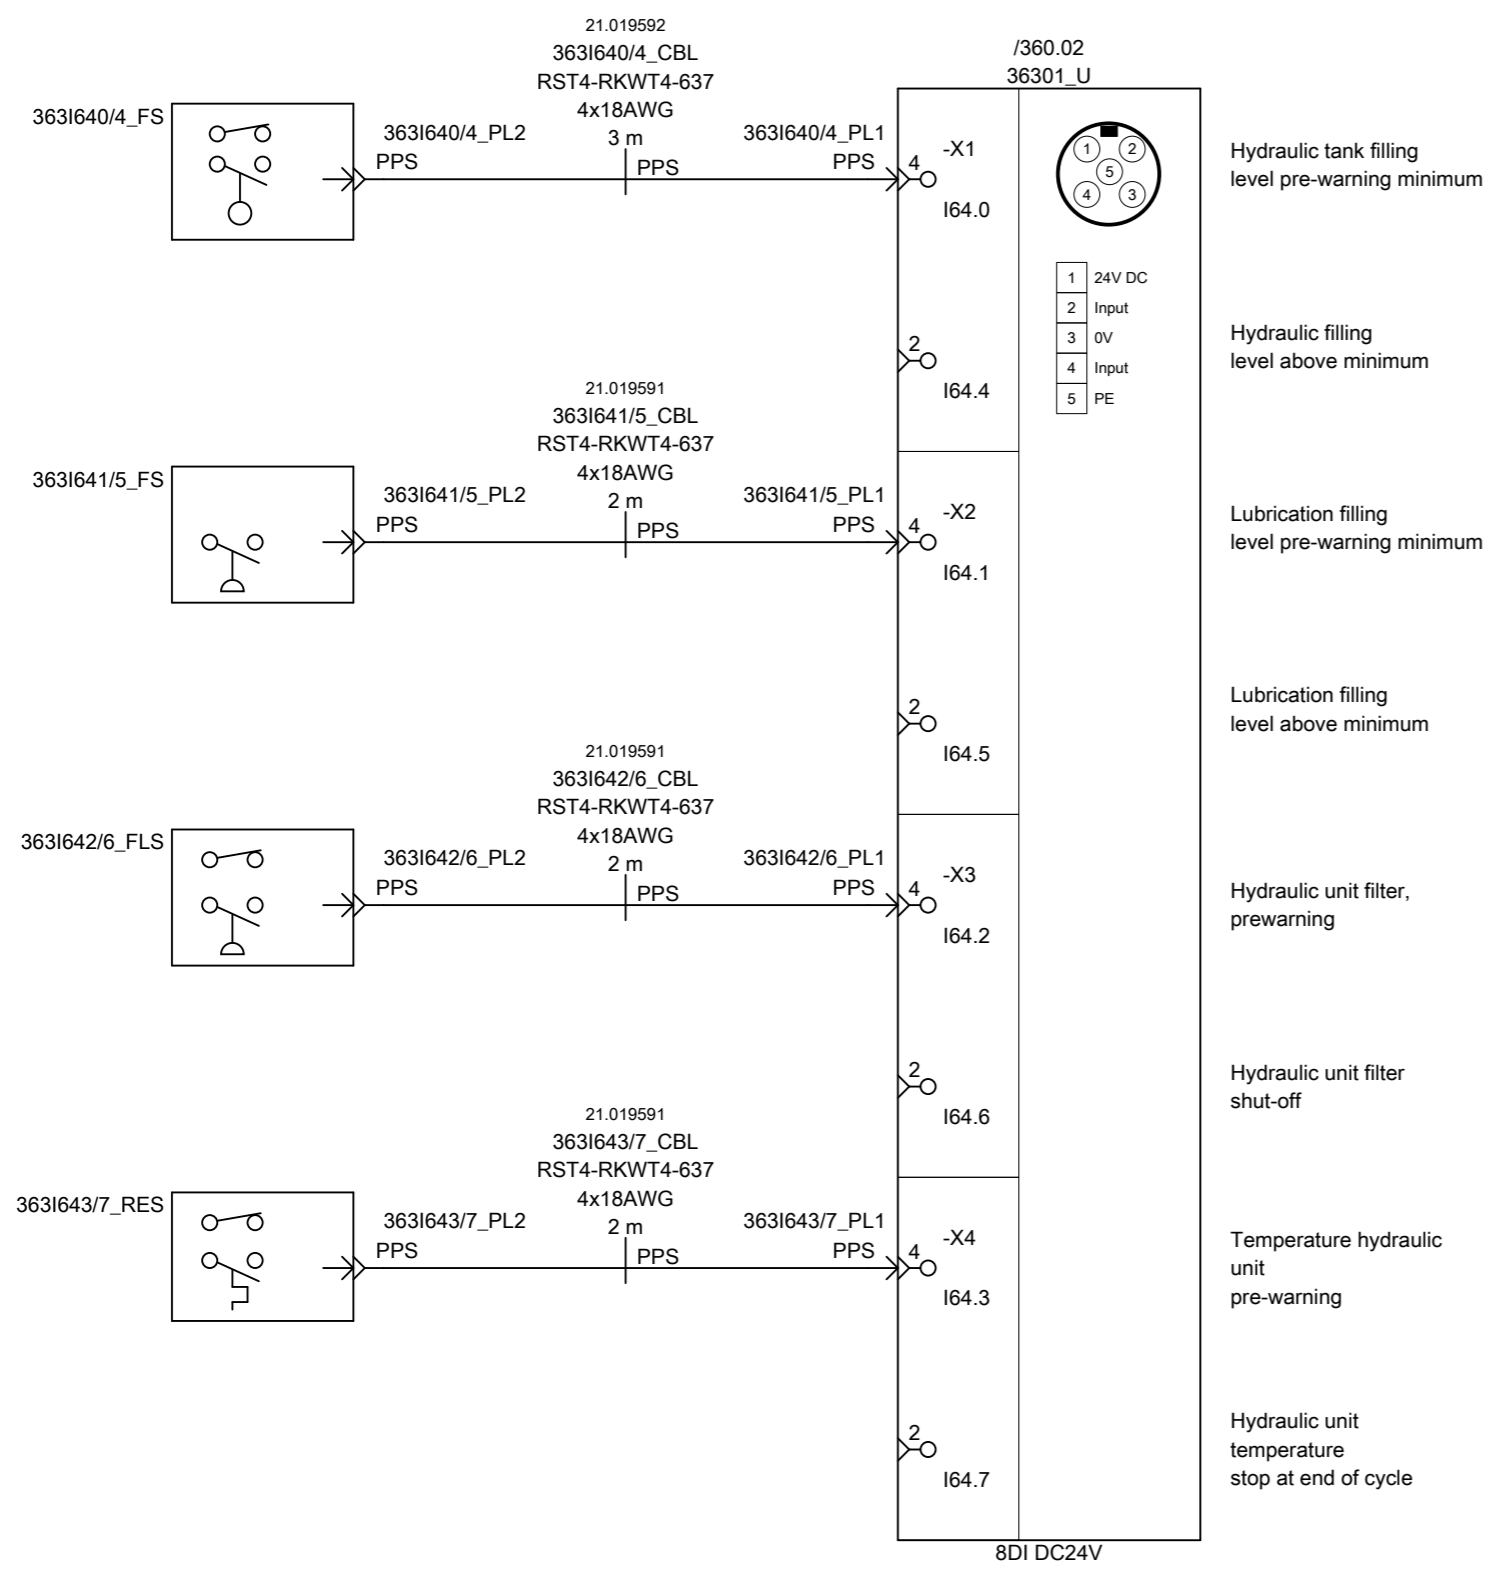 21.019592
363I640/4_CBL
RST4-RKWT4-637
4x18AWG
3 m
/360.02
36301_U
363I640/4_FS
363I640/4_PL2
PPS
PPS
363I640/4_PL1
PPS
4
-X1
I64.0
1
2
5
4
3
Hydraulic tank filling
level pre-warning minimum
1 24V DC
2 Input
3 0V
4 Input
5 PE
2
I64.4
Hydraulic filling
level above minimum
21.019591
363I641/5_CBL
RST4-RKWT4-637
4x18AWG
2 m
363I641/5_FS
363I641/5_PL2
PPS
PPS
363I641/5_PL1
PPS
4
-X2
I64.1
Lubrication filling
level pre-warning minimum
2
I64.5
Lubrication filling
level above minimum
21.019591
363I642/6_CBL
RST4-RKWT4-637
4x18AWG
2 m
363I642/6_FLS
363I642/6_PL2
PPS
PPS
363I642/6_PL1
PPS
4
-X3
I64.2
Hydraulic unit filter,
prewarning
2
I64.6
Hydraulic unit filter
shut-off
21.019591
363I643/7_CBL
RST4-RKWT4-637
4x18AWG
2 m
363I643/7_RES
363I643/7_PL2
PPS
PPS
363I643/7_PL1
PPS
4
-X4
I64.3
Temperature hydraulic
unit
pre-warning
2
I64.7
Hydraulic unit
temperature
stop at end of cycle
8DI DC24V